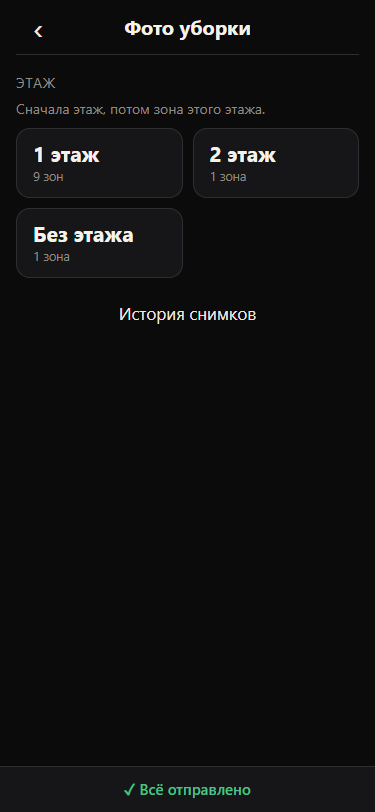 ‹ Фото уборки
ЭТАЖ
Сначала этаж, потом зона этого этажа.
1 этаж
9 зон
2 этаж
1 зона
Без этажа
1 зона
История снимков
✓ Всё отправлено